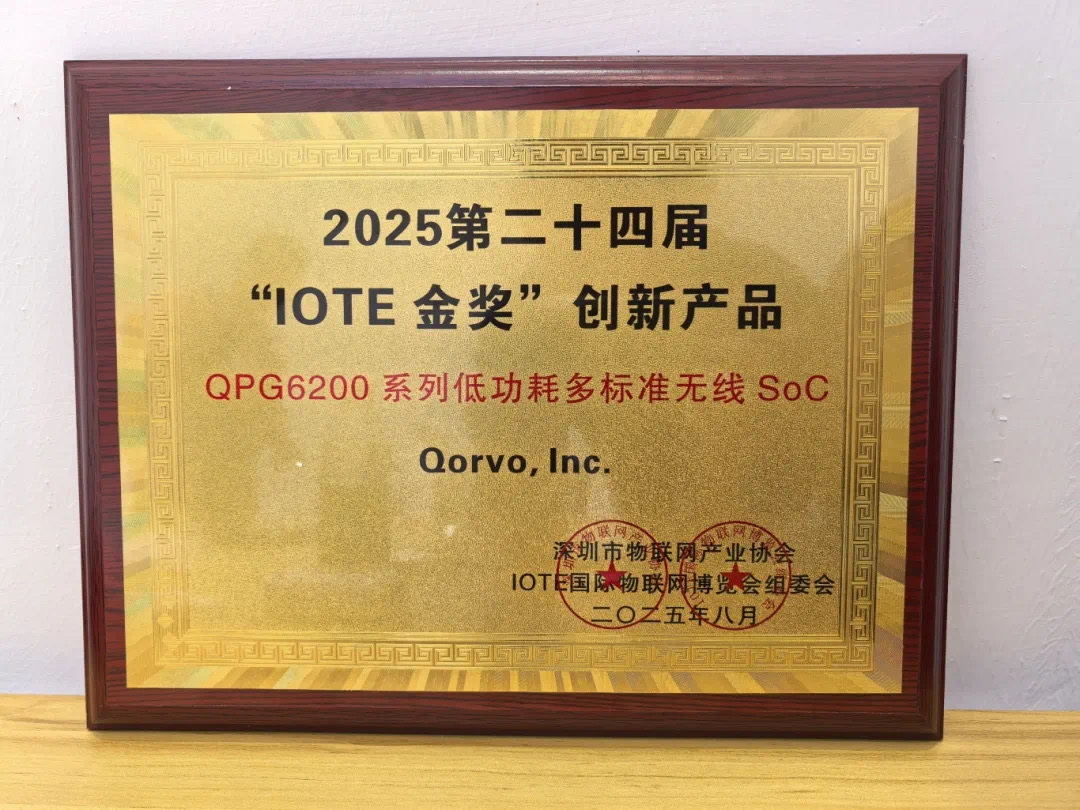 2025第二十四届
“IOTE 金奖”创新产品
QPG6200 系列低功耗多标准无线 SoC
Qorvo, Inc.
深圳市物联网产业协会
IOTE国际物联网博览会组委会
二〇二五年八月